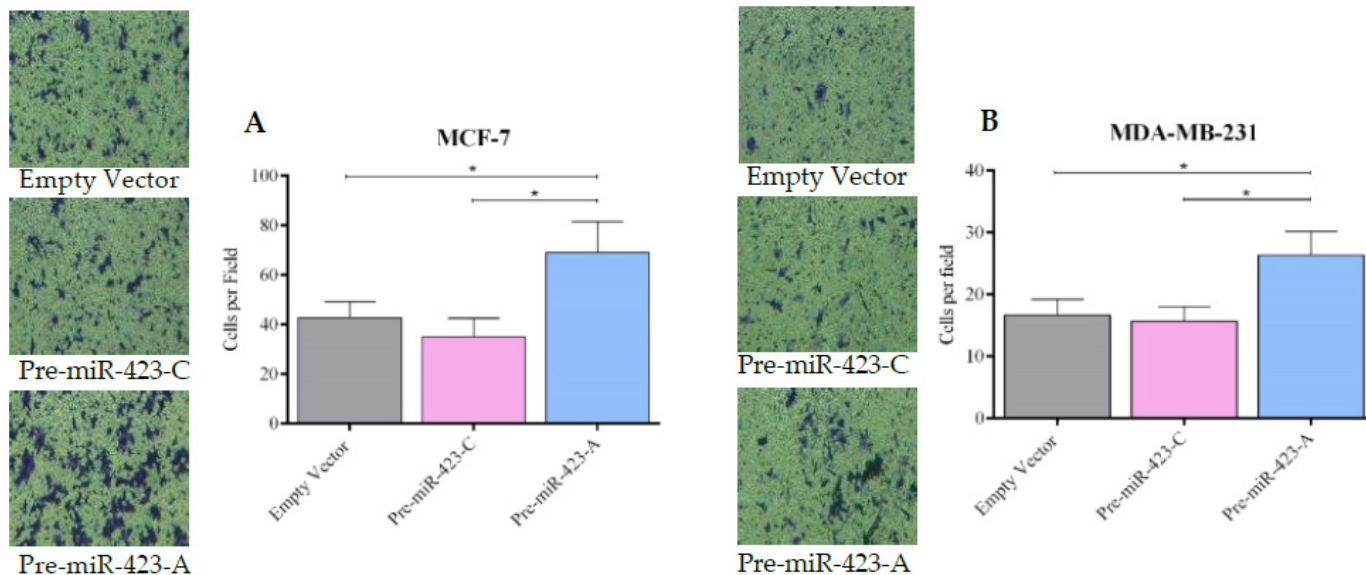 Empty Vector
Pre-miR-423-C
Pre-miR-423-A
A
MCF-7
*
*
Cells per Field
100
80
60
40
20
0
Empty Vector
Pre-miR-423-C
Pre-miR-423-A
Empty Vector
Pre-miR-423-C
Pre-miR-423-A
B
MDA-MB-231
*
*
Cells per field
40
30
20
10
0
Empty Vector
Pre-miR-423-C
Pre-miR-423-A